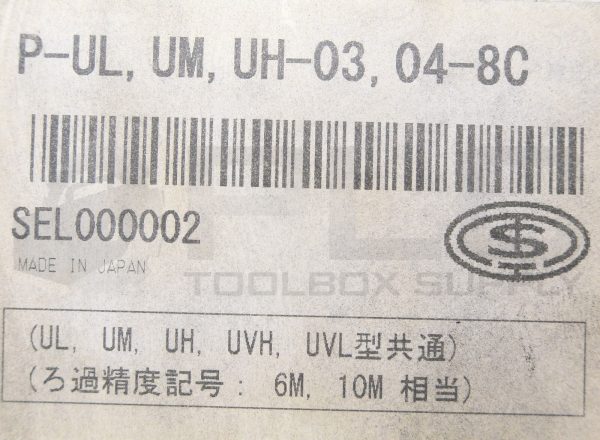 P-UL, UM, UH-03, 04-8C
SEL000002
MADE IN JAPAN
TOOLBOX SUPPLY
(UL, UM, UH, UVH, UVL型共通)
(ろ過精度記号: 6M, 10M 相当)